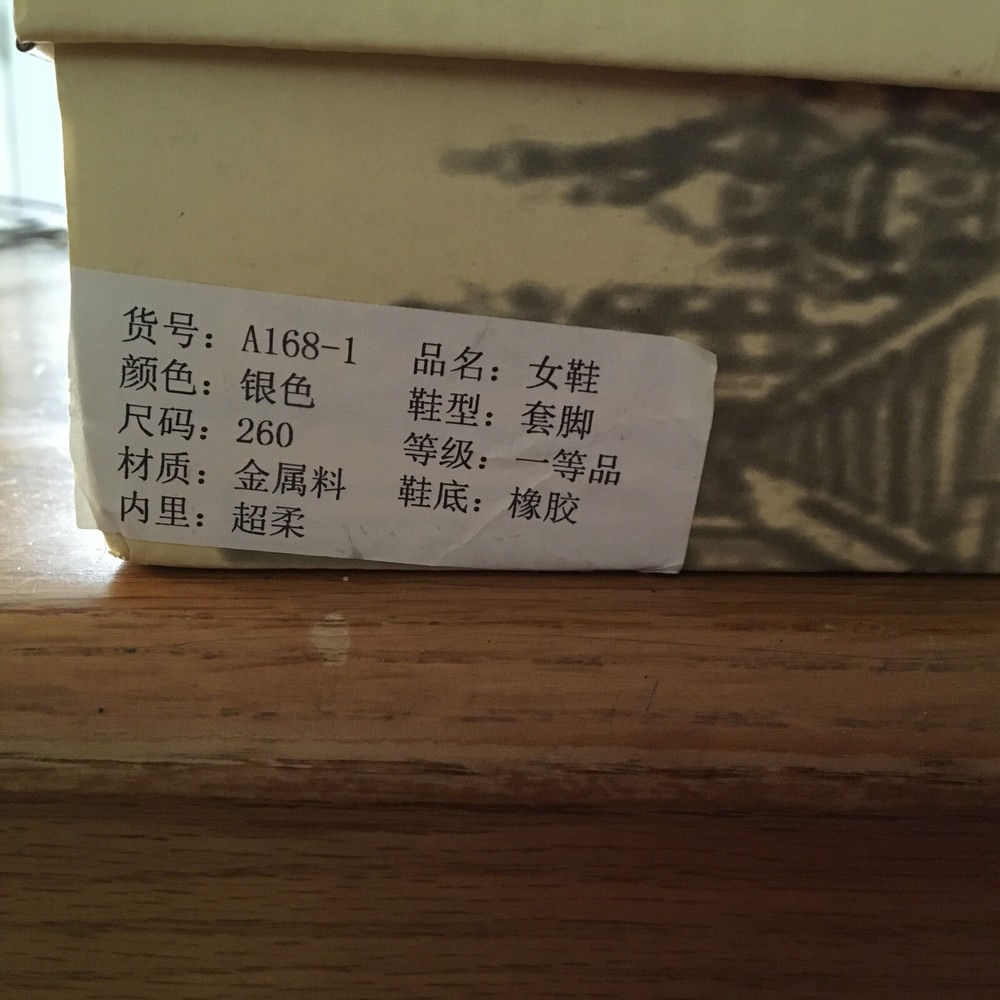 货号：A168-1 品名：女鞋
颜色：银色 鞋型：套脚
尺码：260 等级：一等品
材质：金属料 鞋底：橡胶
内里：超柔